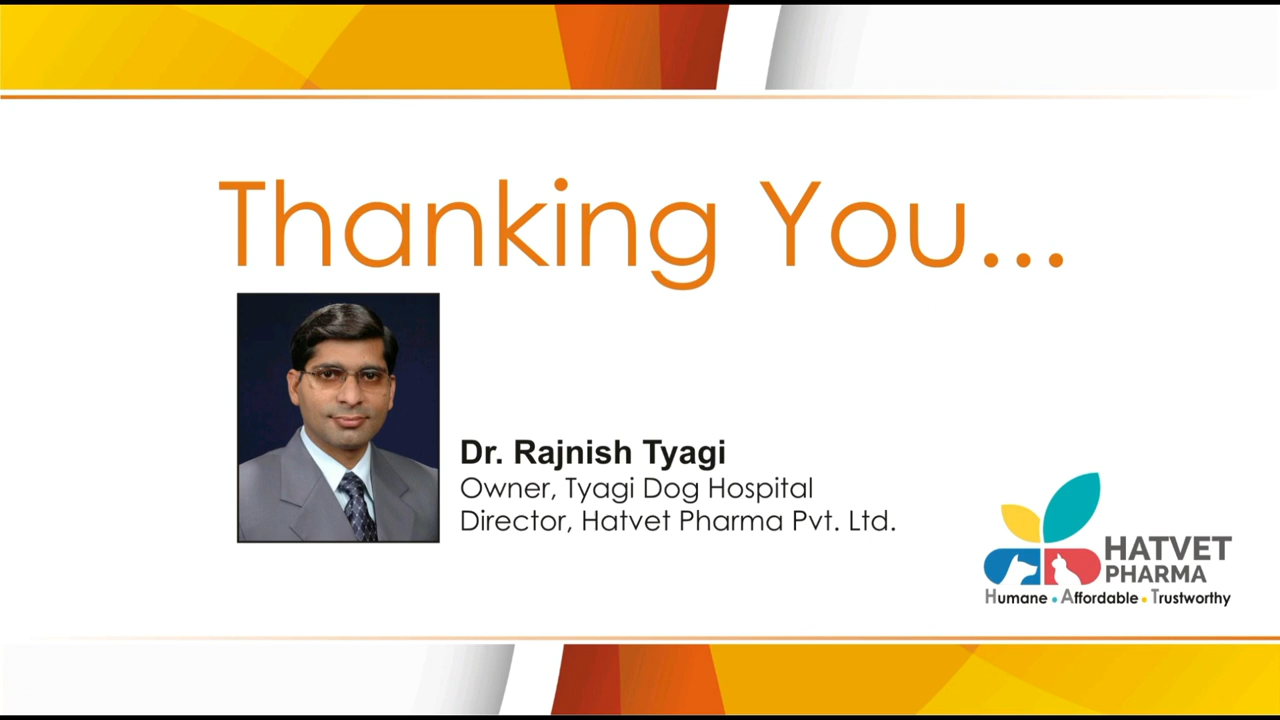 Thanking You...
Dr. Rajnish Tyagi
Owner, Tyagi Dog Hospital
Director, Hatvet Pharma Pvt. Ltd.
HATVET
PHARMA
Humane • Affordable • Trustworthy